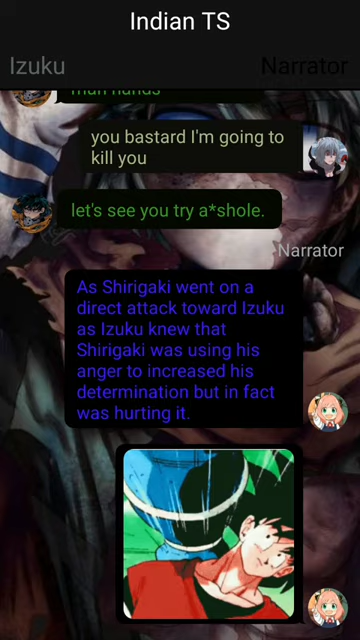 Indian TS
Izuku
Narrator
man hands
you bastard I'm going to
kill you
let's see you try a*shole.
Narrator
As Shirigaki went on a
direct attack toward Izuku
as Izuku knew that
Shirigaki was using his
anger to increased his
determination but in fact
was hurting it.